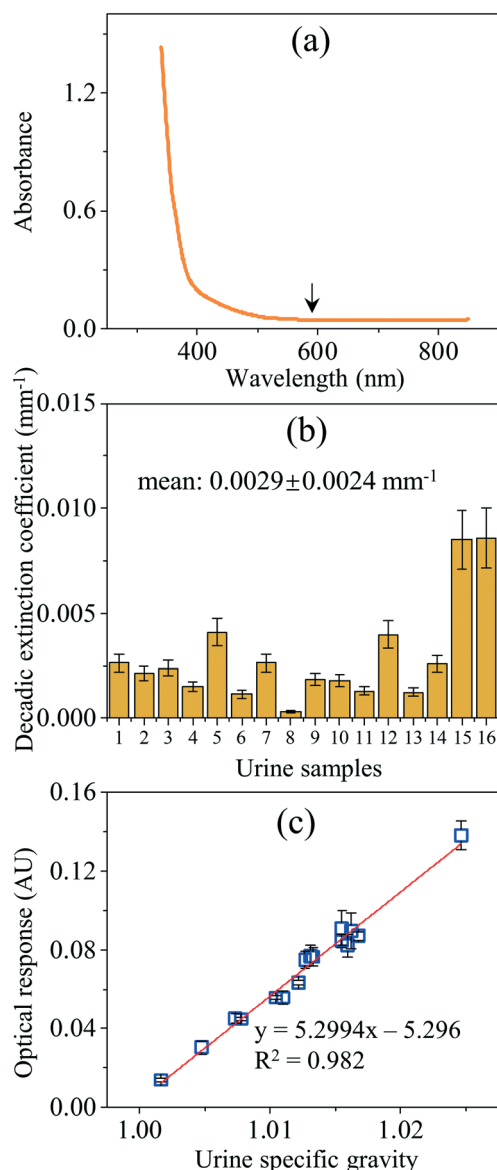 (a)
1.2
0.6
0.0
Absorbance
400
600
800
Wavelength (nm)
(b)
mean: 0.0029±0.0024 mm⁻¹
0.015
0.010
0.005
0.000
Decadic extinction coefficient (mm⁻¹)
1 2 3 4 5 6 7 8 9 10 11 12 13 14 15 16
Urine samples
(c)
0.16
0.12
0.08
0.04
0.00
Optical response (AU)
y = 5.2994x – 5.296
R² = 0.982
1.00
1.01
1.02
Urine specific gravity